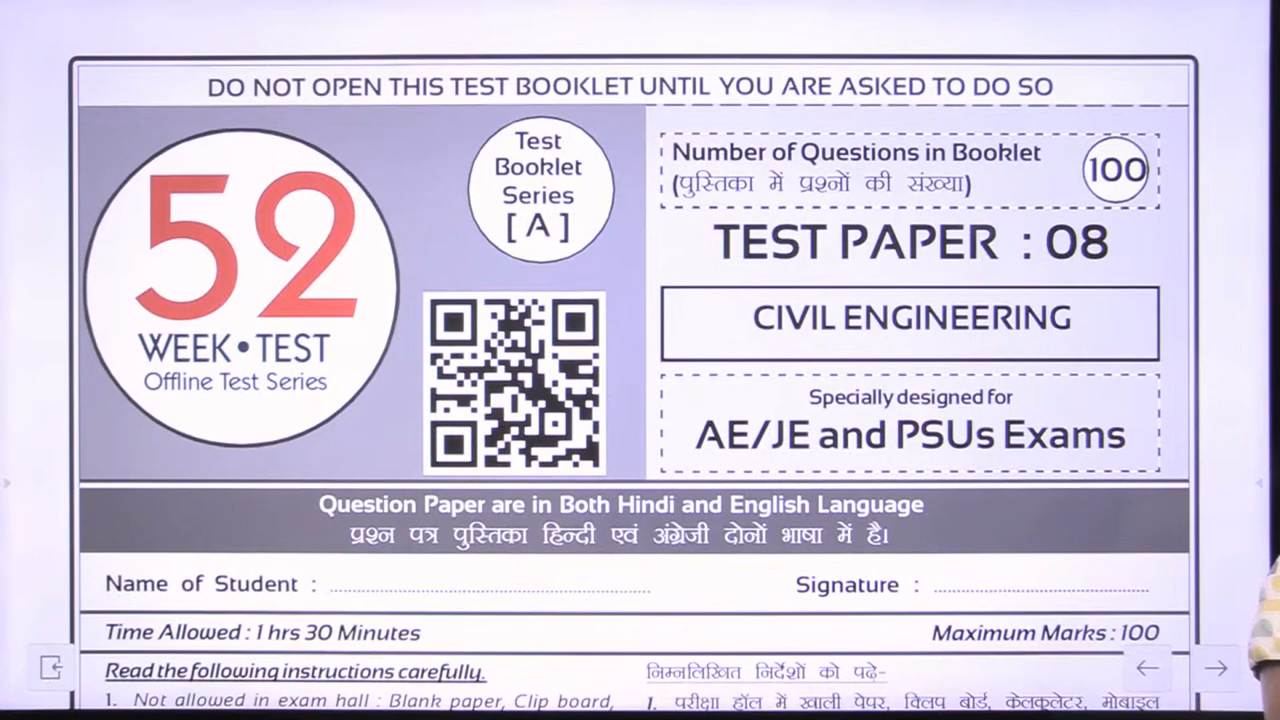 DO NOT OPEN THIS TEST BOOKLET UNTIL YOU ARE ASKED TO DO SO
52
WEEK • TEST
Offline Test Series
Test
Booklet
Series
[ A ]
Number of Questions in Booklet
(पुस्तिका में प्रश्नों की संख्या)
100
TEST PAPER : 08
CIVIL ENGINEERING
Specially designed for
AE/JE and PSUs Exams
Question Paper are in Both Hindi and English Language
प्रश्न पत्र पुस्तिका हिन्दी एवं अंग्रेजी दोनों भाषा में है।
Name of Student : 
Signature : 
Time Allowed : 1 hrs 30 Minutes
Maximum Marks : 100
Read the following instructions carefully.
1. Not allowed in exam hall : Blank paper, Clip board,
निम्नलिखित निर्देशों को पढ़े-
1. परीक्षा हॉल में खाली पेपर, क्लिप बोर्ड, केलकुलेटर, मोबाइल